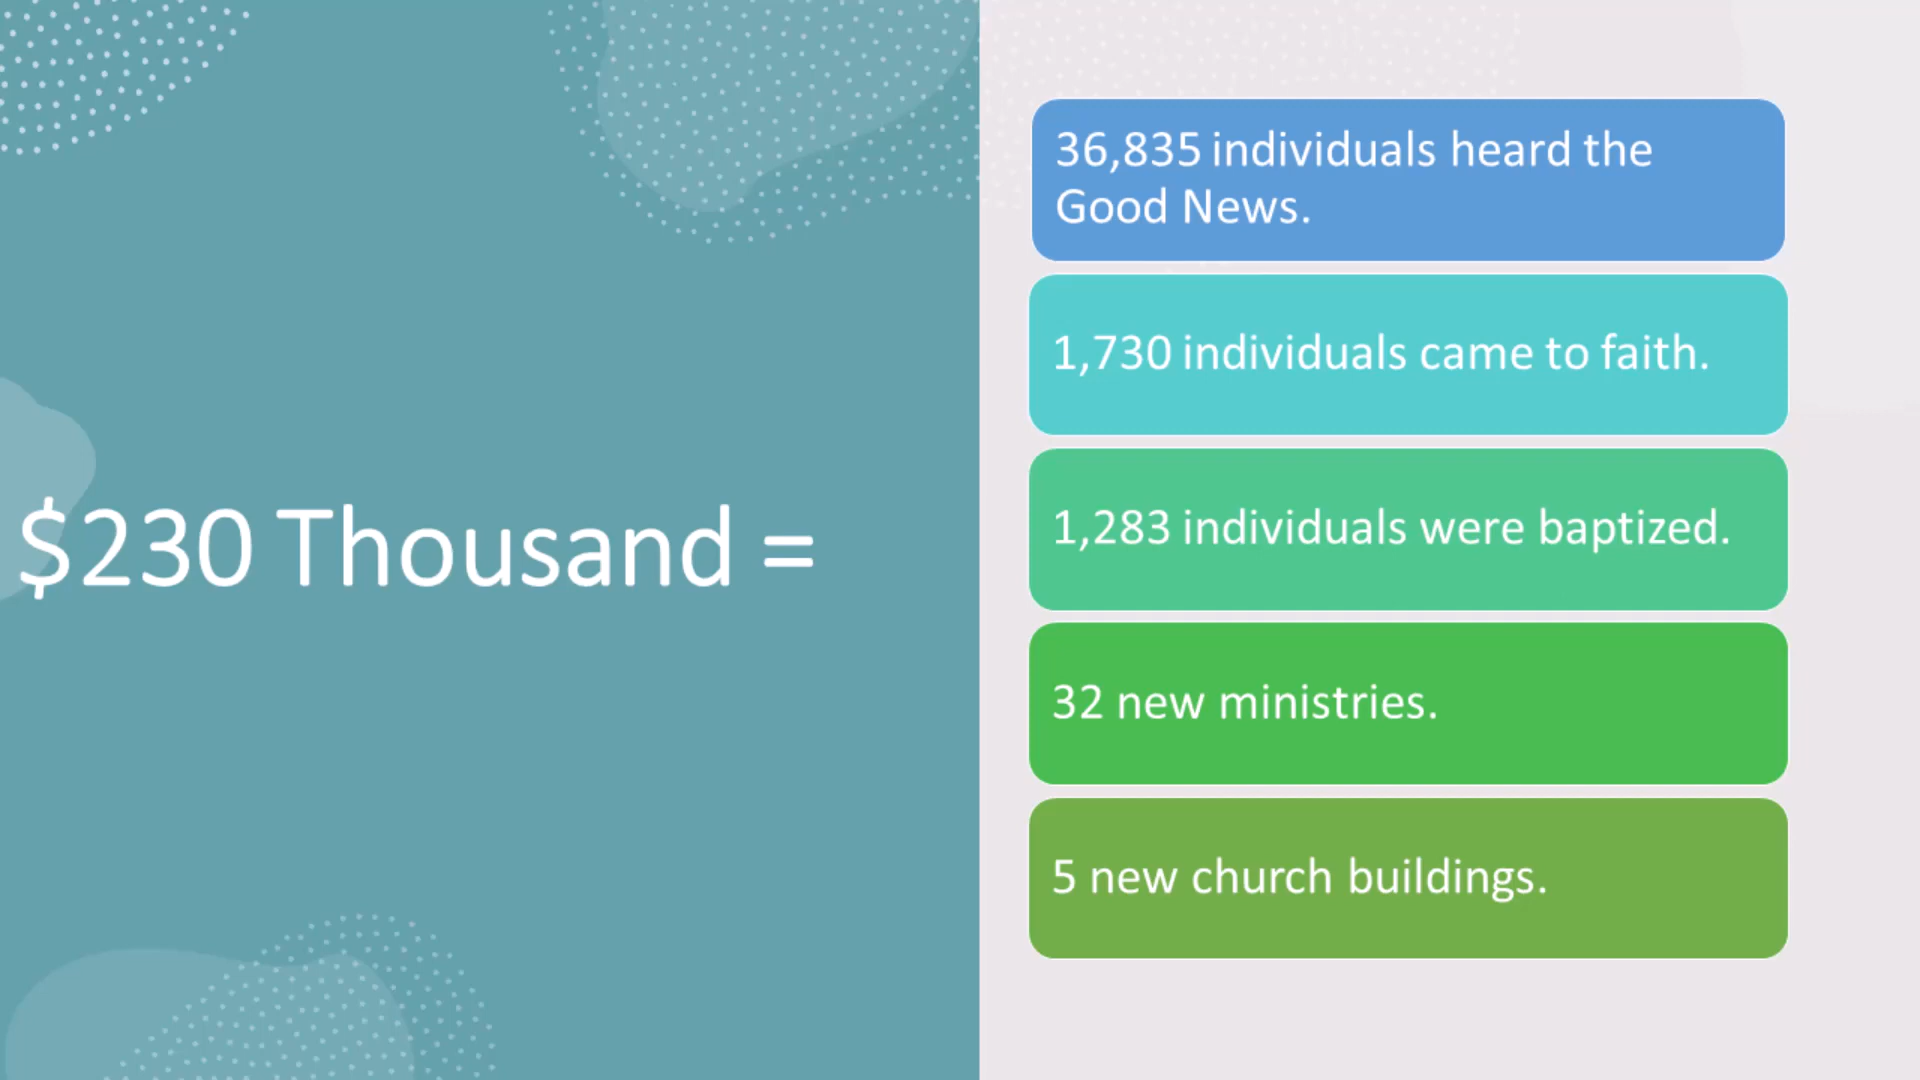 $230 Thousand =
36,835 individuals heard the
Good News.
1,730 individuals came to faith.
1,283 individuals were baptized.
32 new ministries.
5 new church buildings.